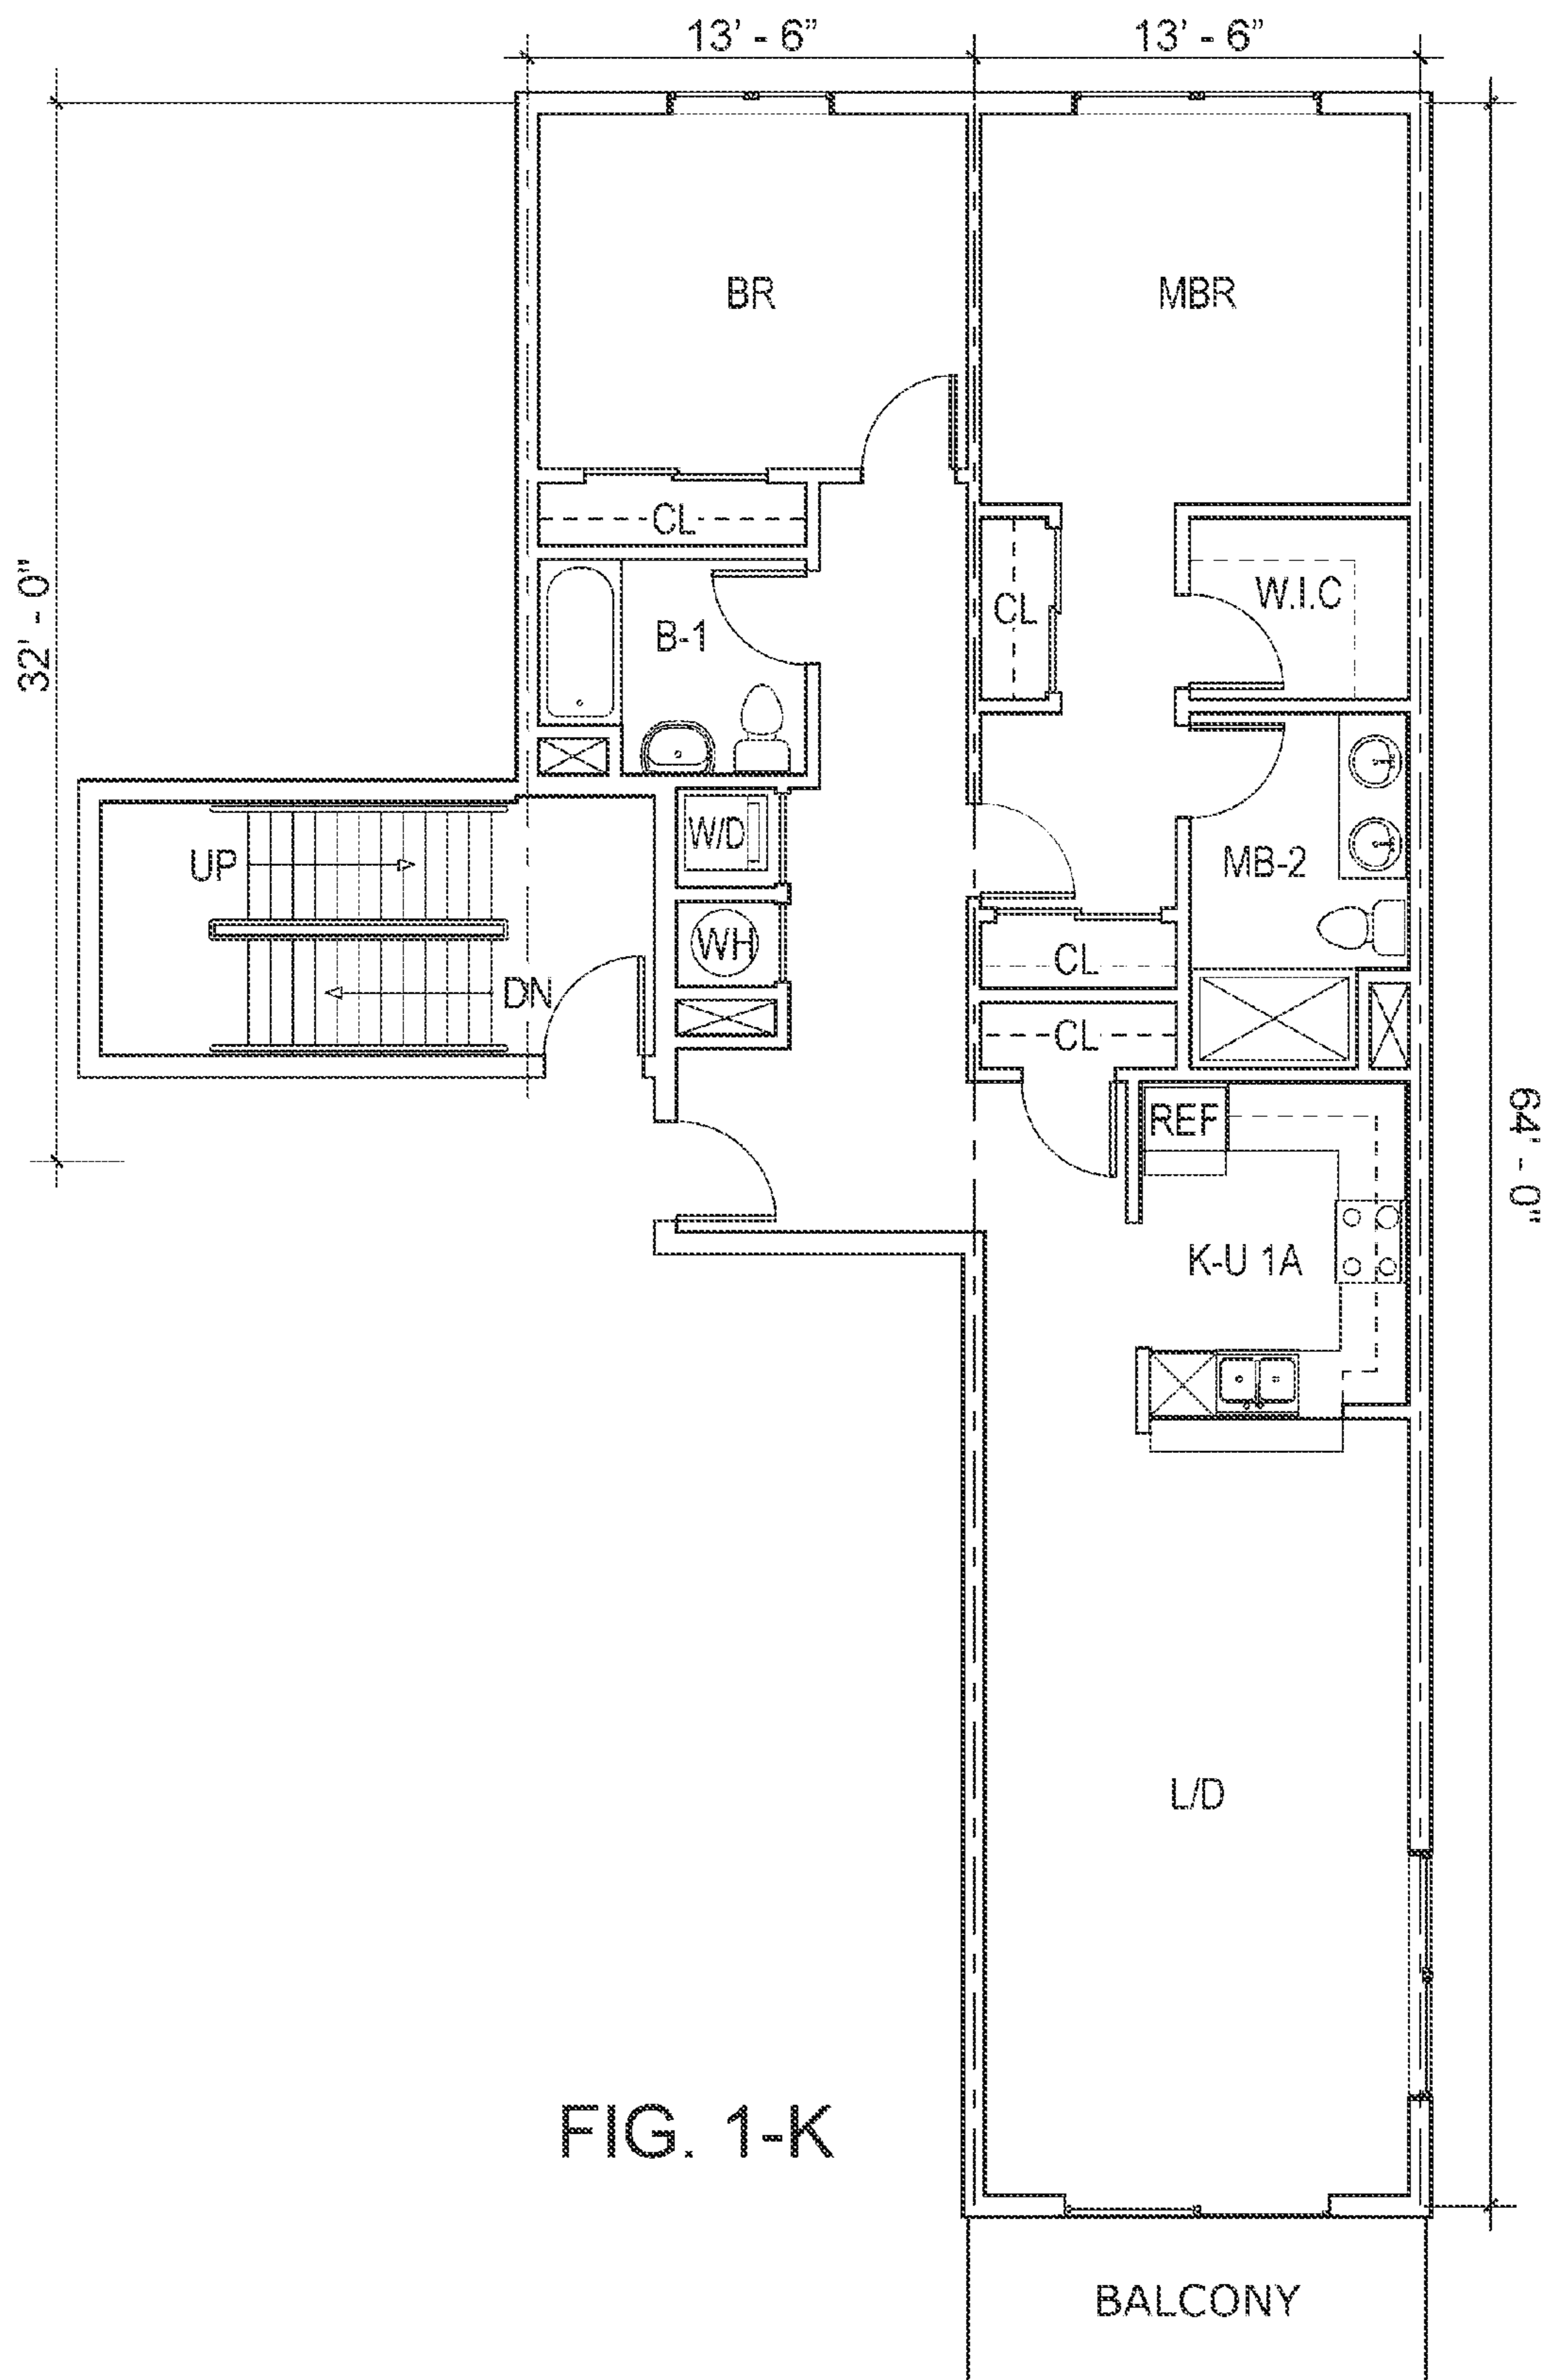 13' - 6” 13' - 6”
BR MBR
CL
32' - 0"
CL W.I.C
B-1
UP W/D MB-2
WH CL
DN
CL
REF
64' - 0"
K-U 1A
L/D
FIG. 1-K
BALCONY